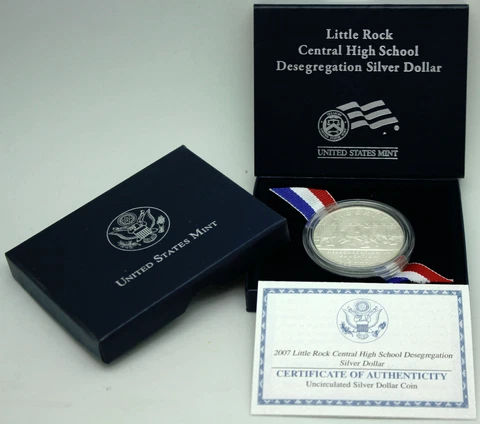 Little Rock
Central High School
Desegregation Silver Dollar
UNITED STATES MINT
UNITED STATES MINT
2007 Little Rock Central High School Desegregation
Silver Dollar
CERTIFICATE OF AUTHENTICITY
Uncirculated Silver Dollar Coin